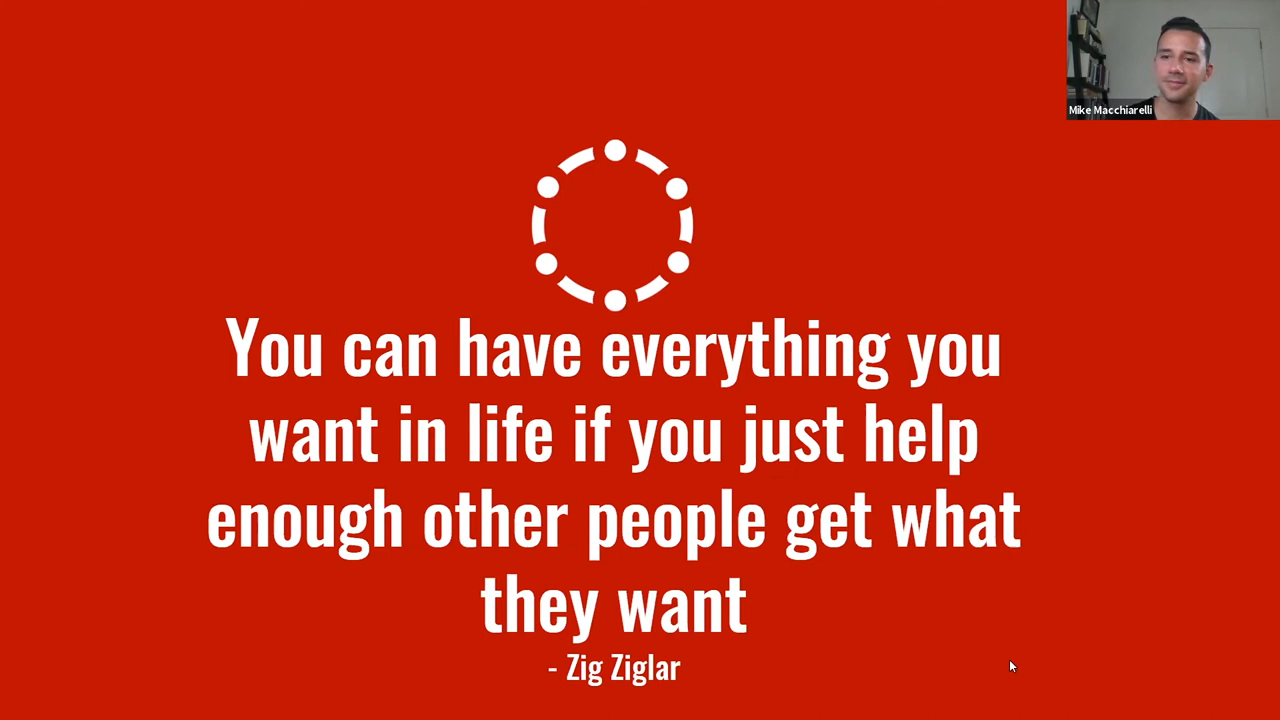 Mike Macchiarelli
You can have everything you
want in life if you just help
enough other people get what
they want
- Zig Ziglar